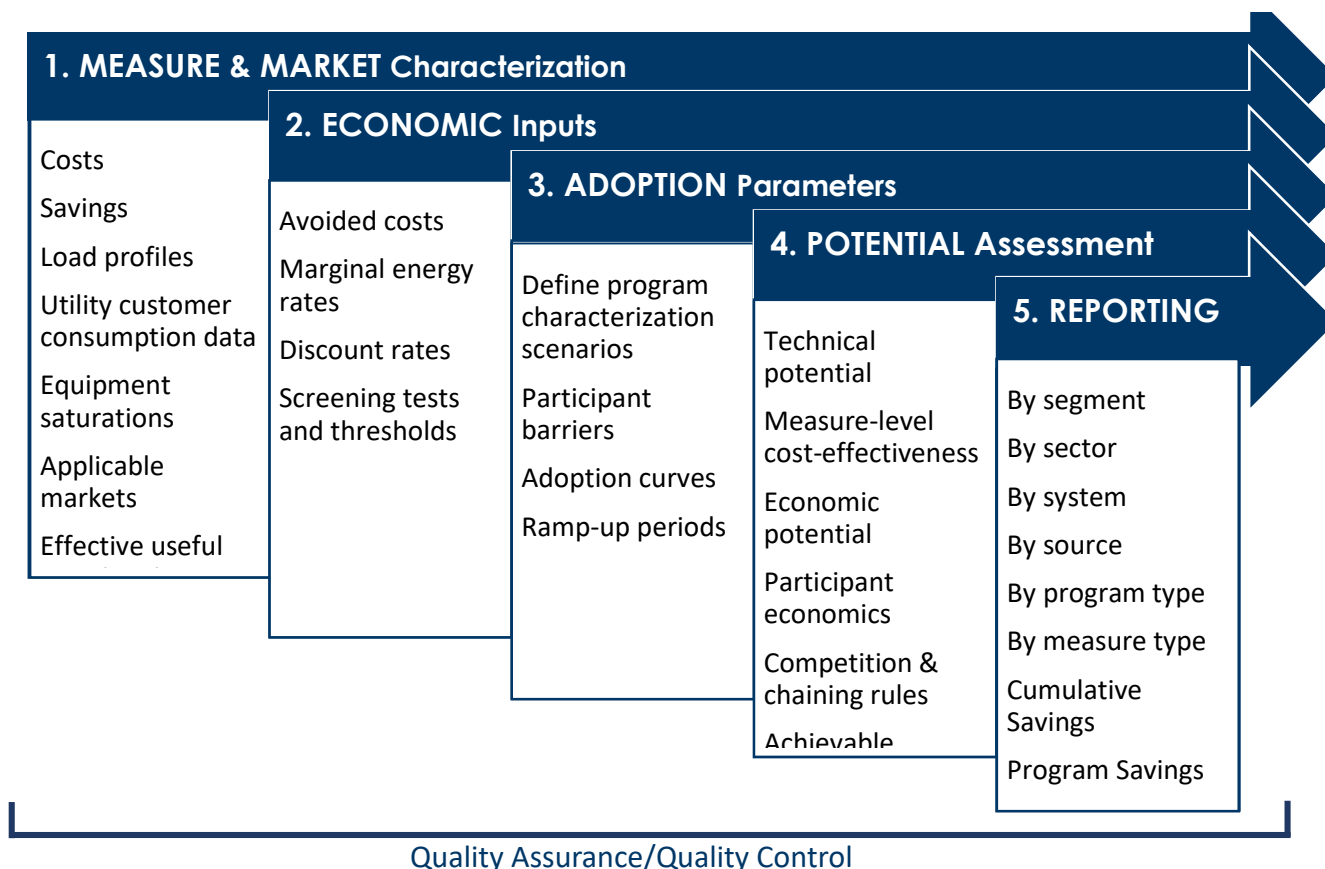 1. MEASURE & MARKET Characterization
Costs
Savings
Load profiles
Utility customer
consumption data
Equipment
saturations
Applicable
markets
Effective useful
2. ECONOMIC Inputs
Avoided costs
Marginal energy
rates
Discount rates
Screening tests
and thresholds
3. ADOPTION Parameters
Define program
characterization
scenarios
Participant
barriers
Adoption curves
Ramp-up periods
4. POTENTIAL Assessment
Technical
potential
Measure-level
cost-effectiveness
Economic
potential
Participant
economics
Competition &
chaining rules
Achievable
5. REPORTING
By segment
By sector
By system
By source
By program type
By measure type
Cumulative
Savings
Program Savings
Quality Assurance/Quality Control